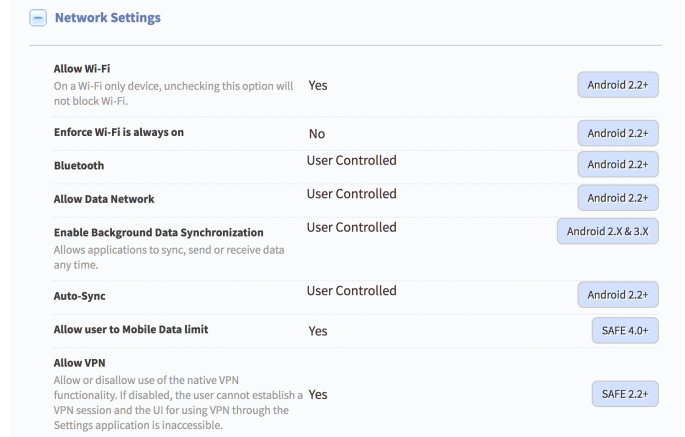 Network Settings
Allow Wi-Fi
On a Wi-Fi only device, unchecking this option will
not block Wi-Fi.
Yes
Android 2.2+
Enforce Wi-Fi is always on
No
Android 2.2+
Bluetooth
User Controlled
Android 2.2+
Allow Data Network
User Controlled
Android 2.2+
Enable Background Data Synchronization
Allows applications to sync, send or receive data
any time.
User Controlled
Android 2.X & 3.X
Auto-Sync
User Controlled
Android 2.2+
Allow user to Mobile Data limit
Yes
SAFE 4.0+
Allow VPN
Allow or disallow use of the native VPN
functionality. If disabled, the user cannot establish a
VPN session and the UI for using VPN through the
Settings application is inaccessible.
Yes
SAFE 2.2+